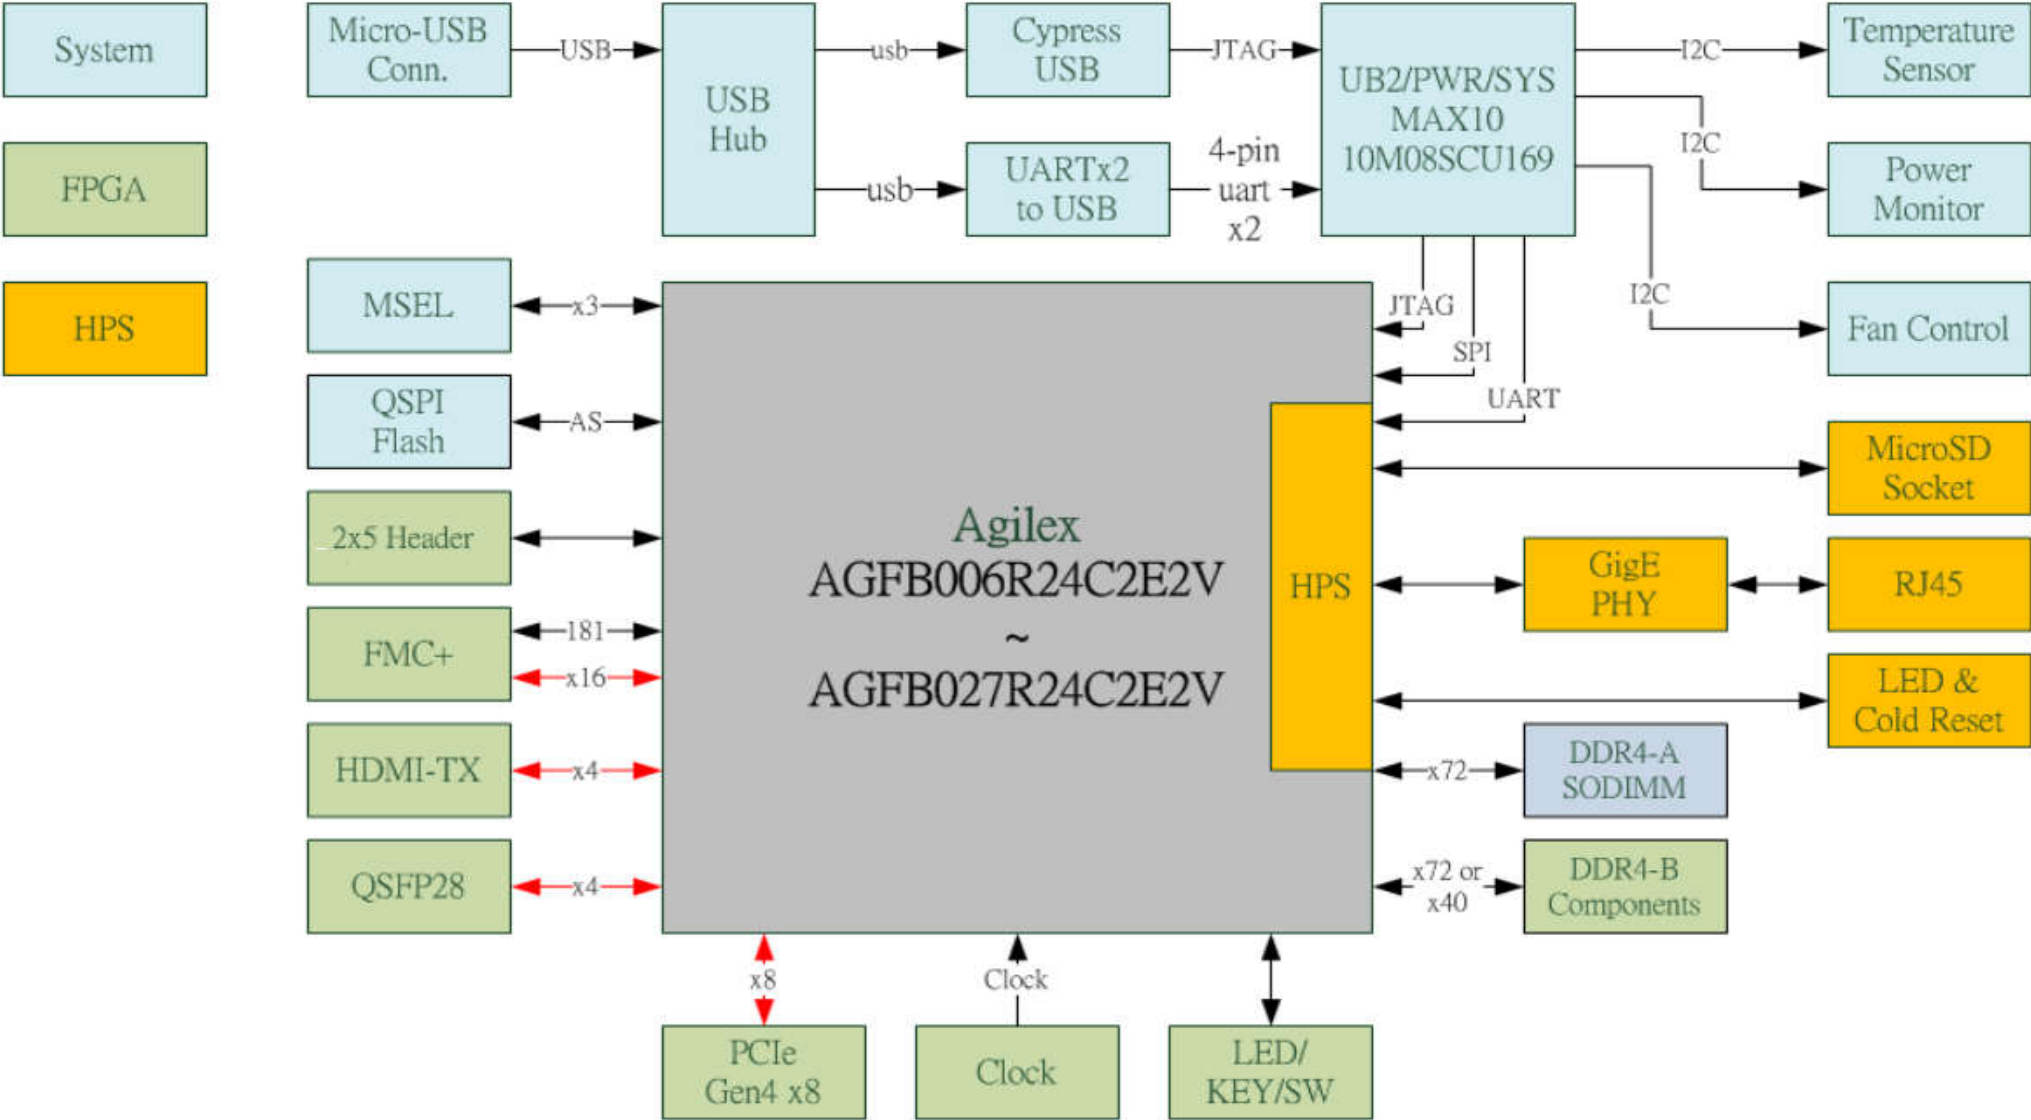 System
FPGA
HPS
Micro-USB
Conn.
USB
USB
Hub
usb
usb
Cypress
USB
JTAG
UARTx2
to USB
4-pin
uart
x2
UB2/PWR/SYS
MAX10
10M08SCU169
I2C
I2C
I2C
Temperature
Sensor
Power
Monitor
Fan Control
JTAG
SPI
UART
MSEL
x3
QSPI
Flash
AS
2x5 Header
FMC+
181
x16
HDMI-TX
x4
QSFP28
x4
Agilex
AGFB006R24C2E2V
~
AGFB027R24C2E2V
HPS
MicroSD
Socket
GigE
PHY
RJ45
LED &
Cold Reset
x72
DDR4-A
SODIMM
x72 or
x40
DDR4-B
Components
x8
PCIe
Gen4 x8
Clock
Clock
LED/
KEY/SW